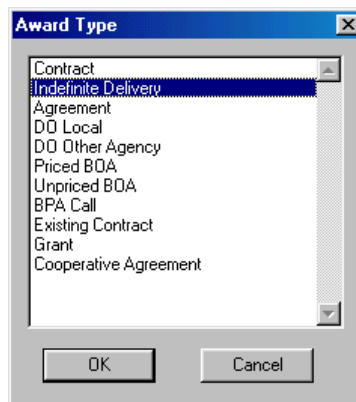 Award Type
Contract
Indefinite Delivery
Agreement
DO Local
DO Other Agency
Priced BOA
Unpriced BOA
BPA Call
Existing Contract
Grant
Cooperative Agreement
OK
Cancel